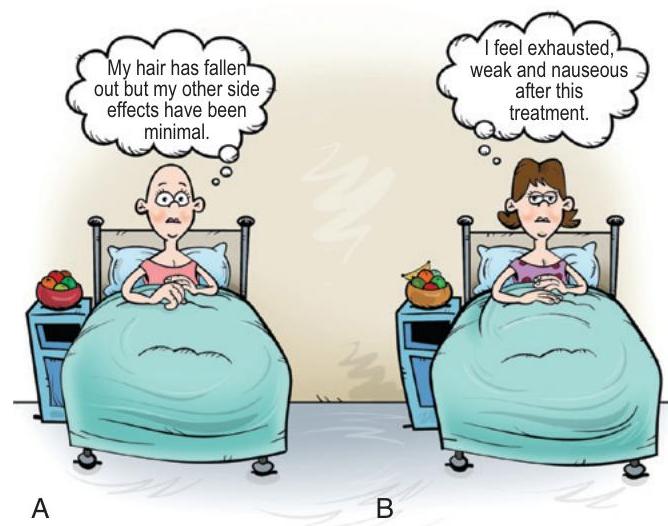 My hair has fallen
out but my other side
effects have been
minimal.
I feel exhausted,
weak and nauseous
after this
treatment.
A
B